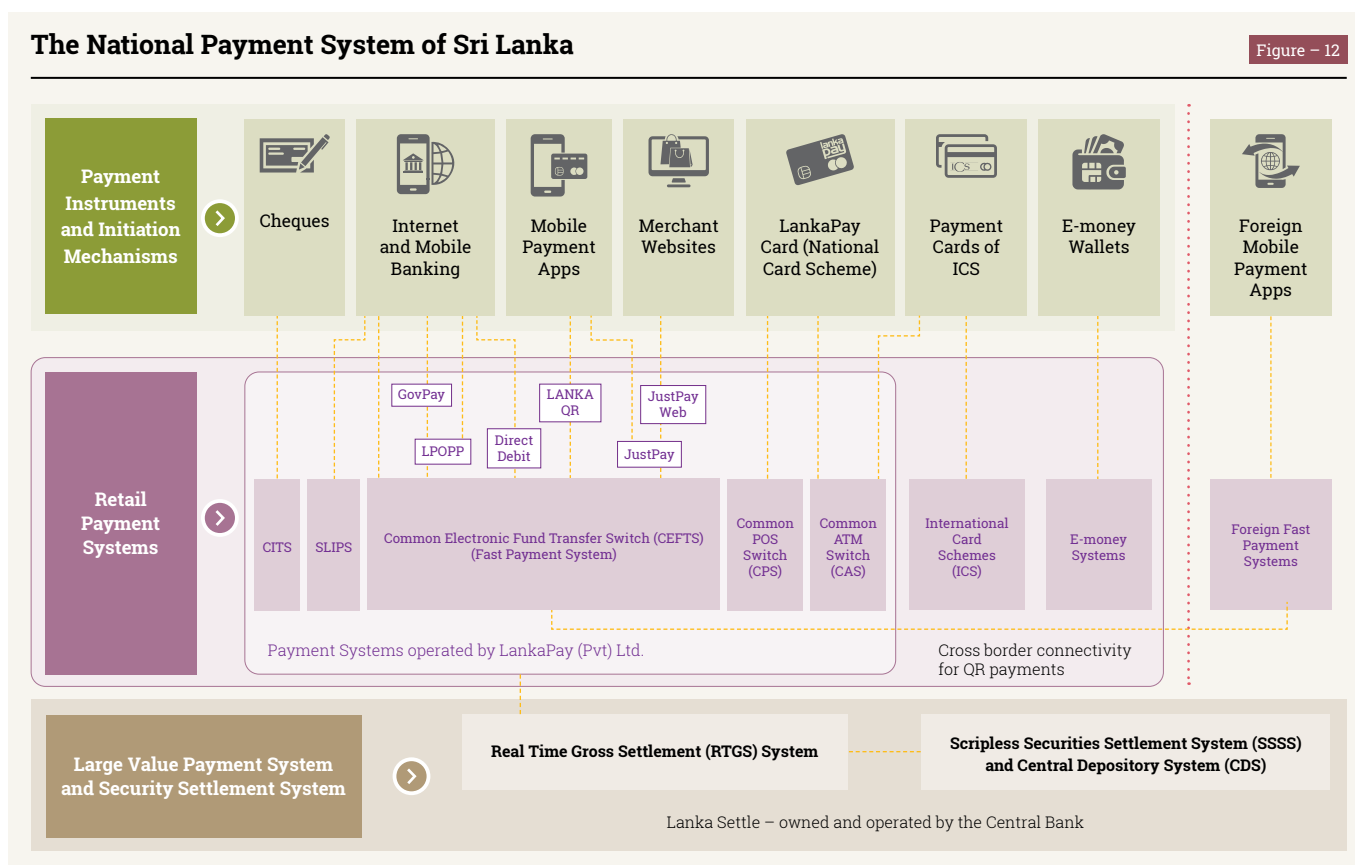 The National Payment System of Sri Lanka
Figure – 12
Payment
Instruments
and Initiation
Mechanisms
Cheques
Internet
and Mobile
Banking
Mobile
Payment
Apps
Merchant
Websites
lanka
pay
LankaPay
Card (National
Card Scheme)
ICS
Payment
Cards of
ICS
E-money
Wallets
Foreign
Mobile
Payment
Apps
Retail
Payment
Systems
GovPay
LPOPP
Direct
Debit
LANKA
QR
JustPay
Web
JustPay
CITS
SLIPS
Common Electronic Fund Transfer Switch (CEFTS)
(Fast Payment System)
Common
POS
Switch
(CPS)
Common
ATM
Switch
(CAS)
International
Card
Schemes
(ICS)
E-money
Systems
Foreign Fast
Payment
Systems
Payment Systems operated by LankaPay (Pvt) Ltd.
Cross border connectivity
for QR payments
Large Value Payment System
and Security Settlement System
Real Time Gross Settlement (RTGS) System
Scripless Securities Settlement System (SSSS)
and Central Depository System (CDS)
Lanka Settle – owned and operated by the Central Bank